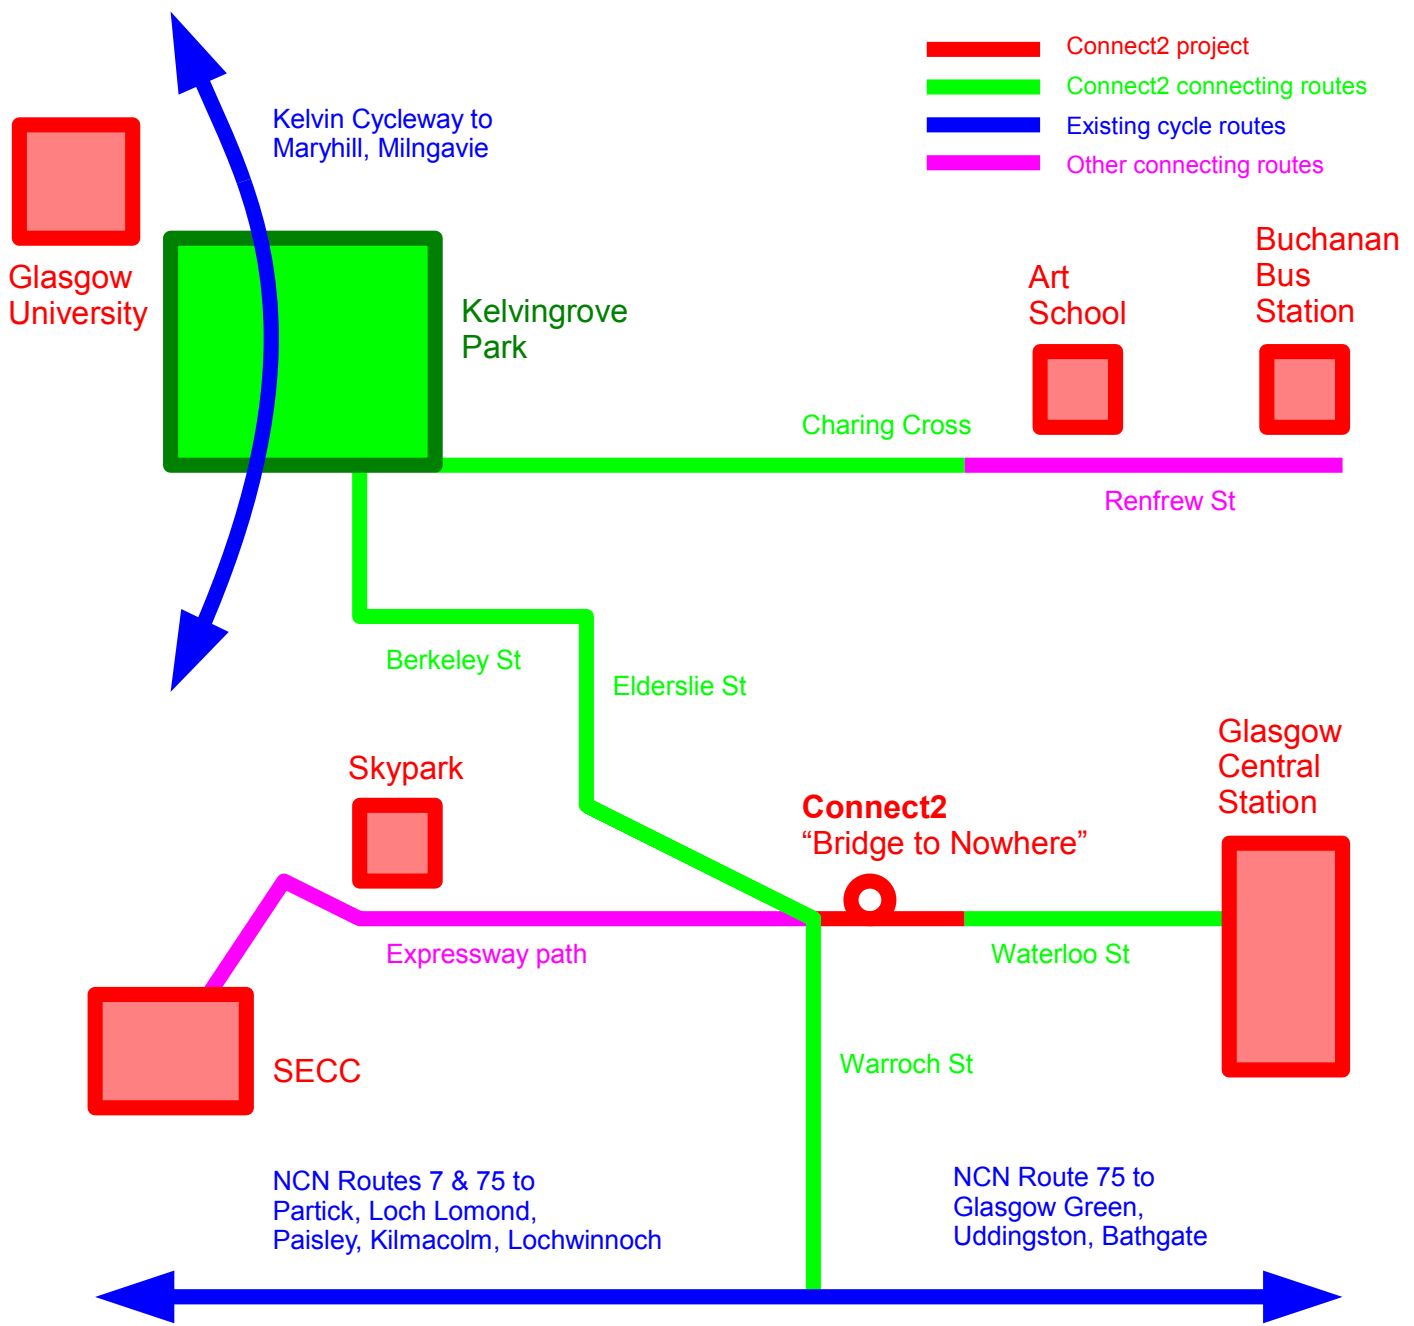 Connect2 project
Connect2 connecting routes
Existing cycle routes
Other connecting routes
Kelvin Cycleway to
Maryhill, Milngavie
Glasgow
University
Kelvingrove
Park
Art
School
Buchanan
Bus
Station
Charing Cross
Renfrew St
Berkeley St
Elderslie St
Skypark
Connect2
“Bridge to Nowhere”
Glasgow
Central
Station
Expressway path
Waterloo St
SECC
Warroch St
NCN Routes 7 & 75 to
Partick, Loch Lomond,
Paisley, Kilmacolm, Lochwinnoch
NCN Route 75 to
Glasgow Green,
Uddingston, Bathgate